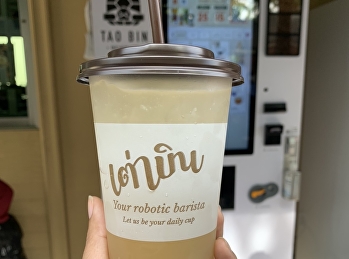 TAO BIN
เต่าบิน
Your robotic barista
Let us be your daily cup